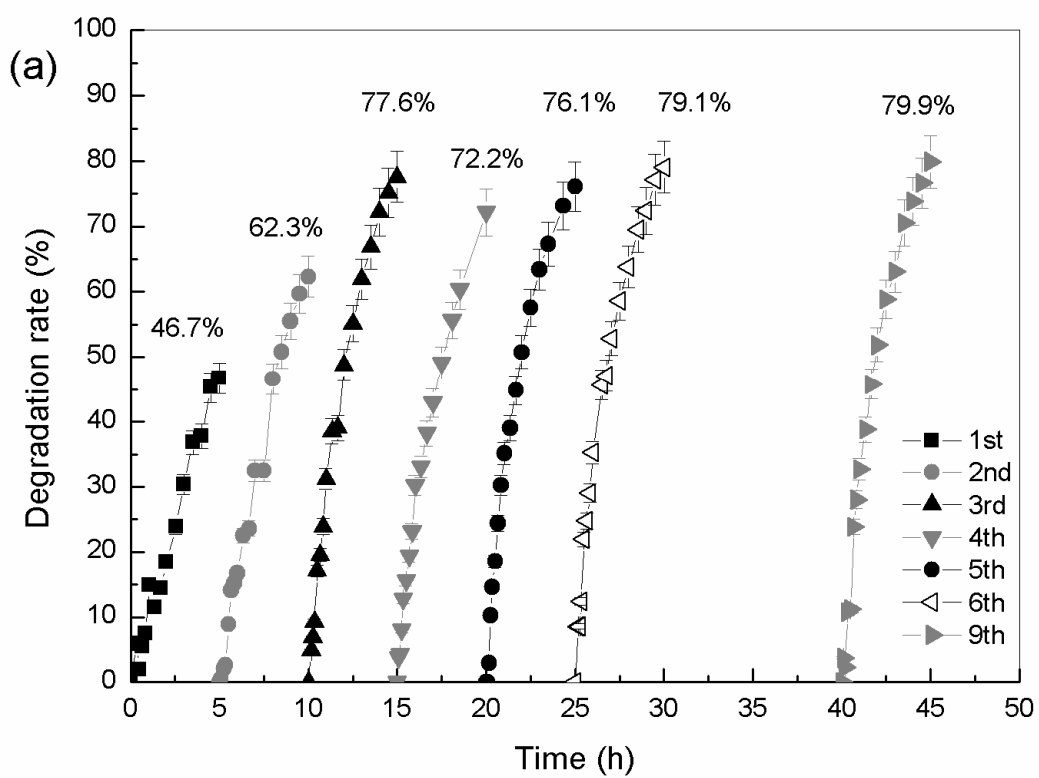 (a)
Degradation rate (%)
100
90
80
70
60
50
40
30
20
10
0
46.7%
62.3%
77.6%
72.2%
76.1%
79.1%
79.9%
1st
2nd
3rd
4th
5th
6th
9th
0 5 10 15 20 25 30 35 40 45 50
Time (h)